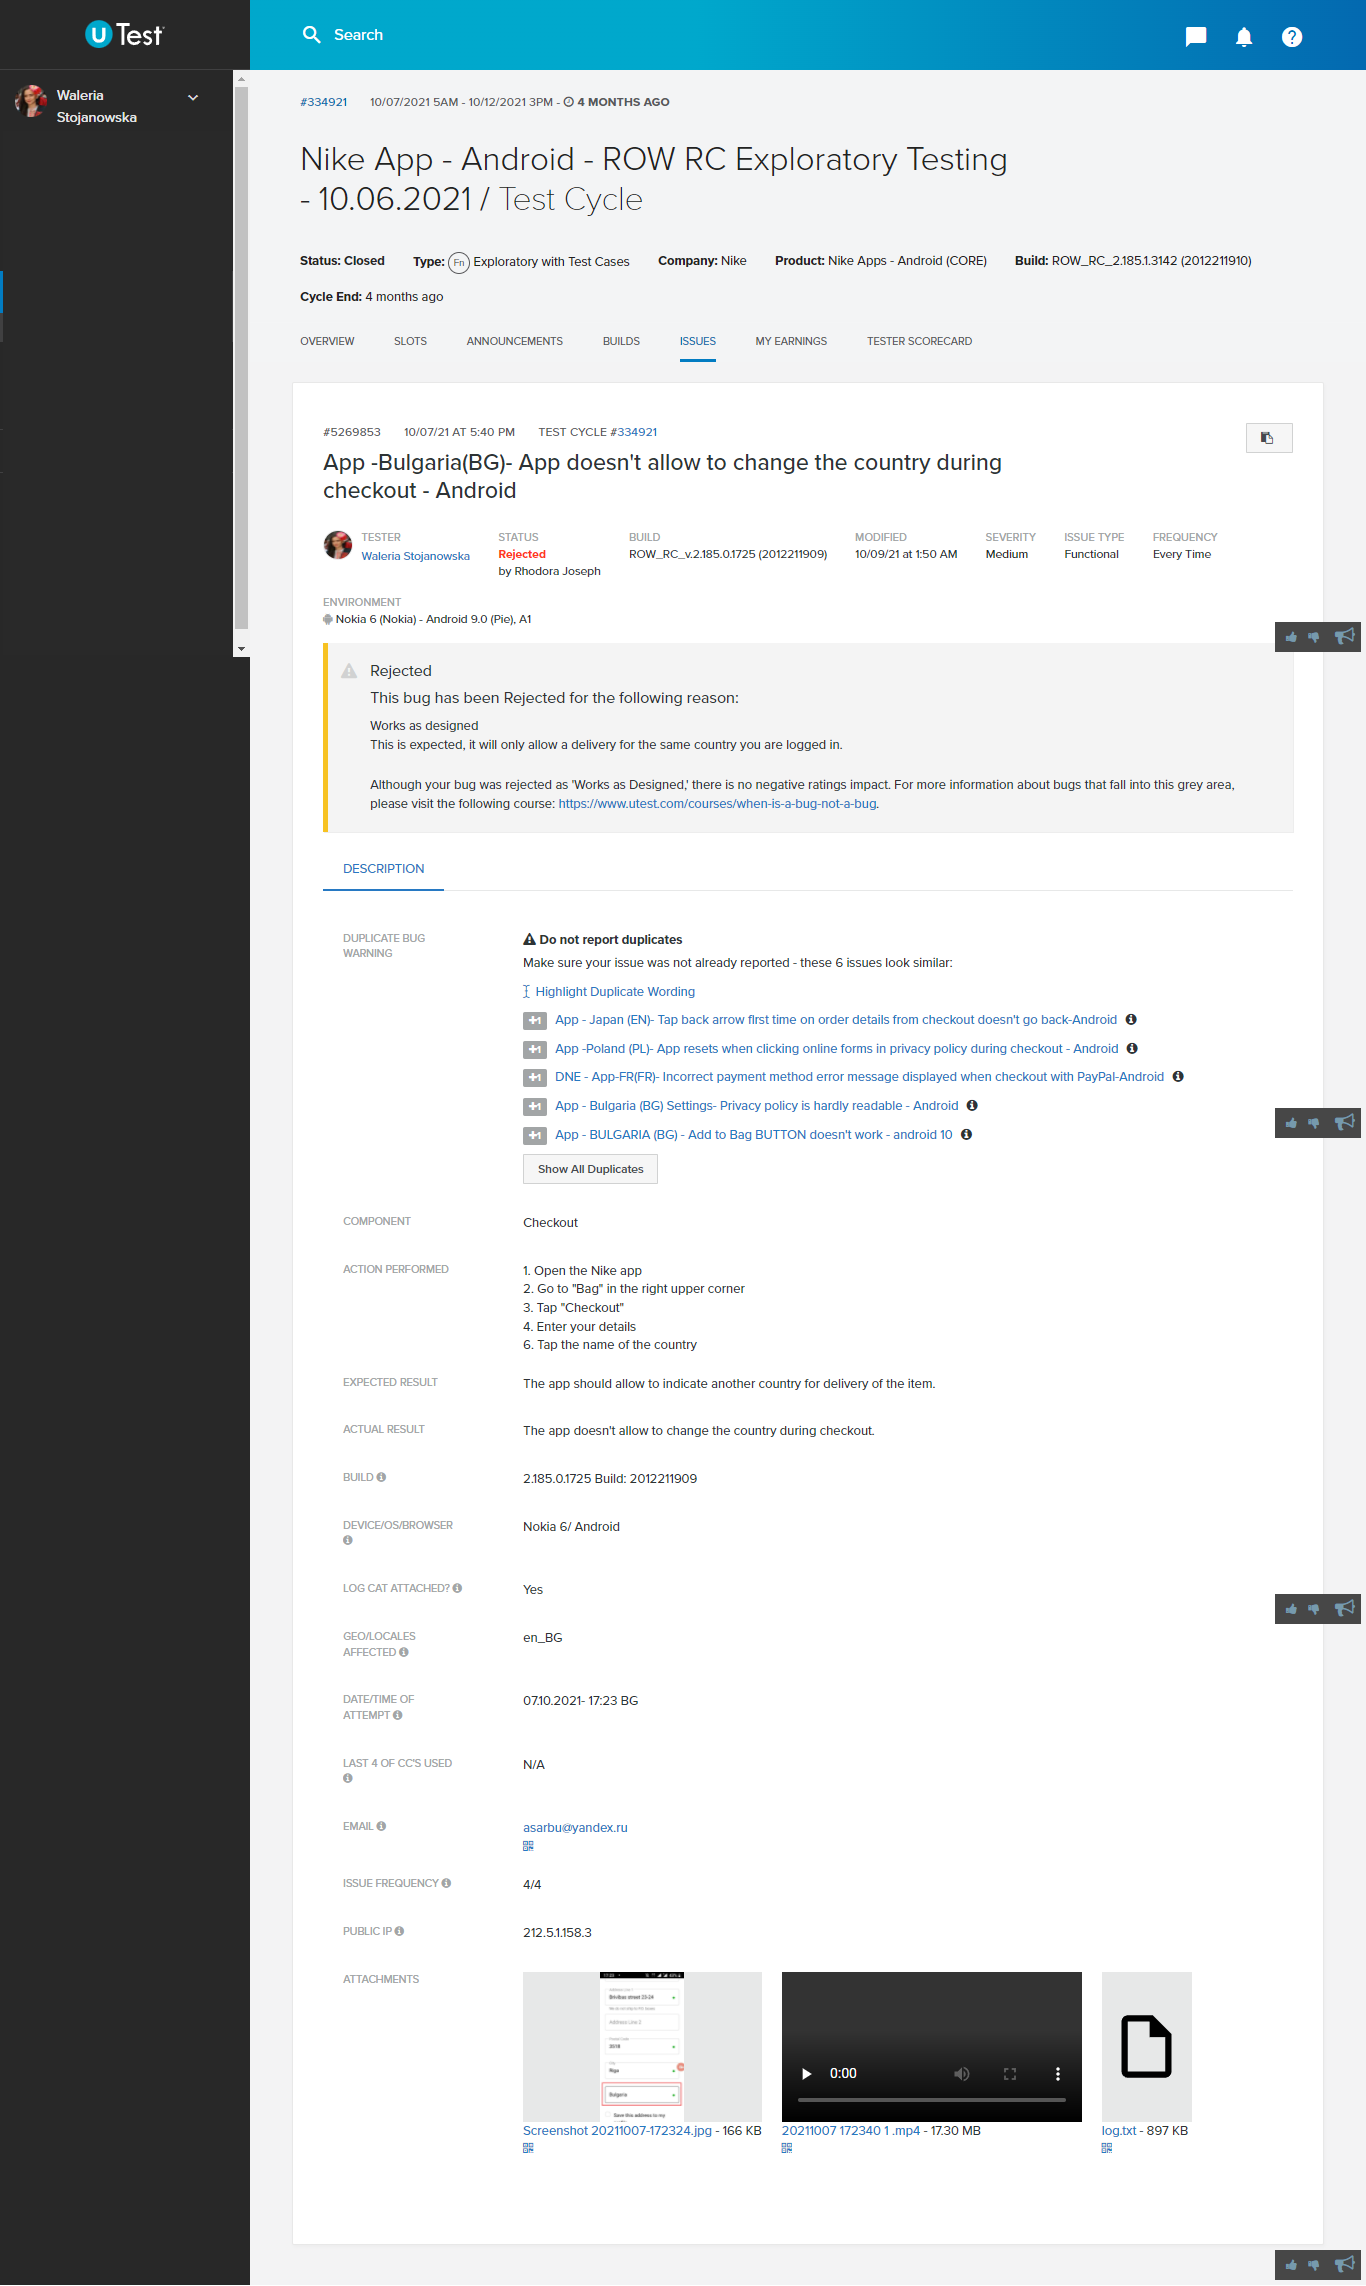 U Test
Search
Waleria
Stojanowska
#334921 10/07/2021 5AM - 10/12/2021 3PM - 4 MONTHS AGO
Nike App - Android - ROW RC Exploratory Testing
- 10.06.2021 / Test Cycle
Status: Closed Type: Fn Exploratory with Test Cases Company: Nike Product: Nike Apps - Android (CORE) Build: ROW_RC_2.185.1.3142 (2012211910)
Cycle End: 4 months ago
OVERVIEW SLOTS ANNOUNCEMENTS BUILDS ISSUES MY EARNINGS TESTER SCORECARD
#5269853 10/07/21 AT 5:40 PM TEST CYCLE #334921
App -Bulgaria(BG)- App doesn't allow to change the country during
checkout - Android
TESTER STATUS BUILD MODIFIED SEVERITY ISSUE TYPE FREQUENCY
Waleria Stojanowska Rejected ROW_RC_v.2.185.0.1725 (2012211909) 10/09/21 at 1:50 AM Medium Functional Every Time
by Rhodora Joseph
ENVIRONMENT
Nokia 6 (Nokia) - Android 9.0 (Pie), A1
Rejected
This bug has been Rejected for the following reason:
Works as designed
This is expected, it will only allow a delivery for the same country you are logged in.
Although your bug was rejected as 'Works as Designed,' there is no negative ratings impact. For more information about bugs that fall into this grey area,
please visit the following course: https://www.utest.com/courses/when-is-a-bug-not-a-bug.
DESCRIPTION
DUPLICATE BUG
WARNING
Do not report duplicates
Make sure your issue was not already reported - these 6 issues look similar:
Highlight Duplicate Wording
+1 App - Japan (EN)- Tap back arrow first time on order details from checkout doesn't go back-Android
+1 App -Poland (PL)- App resets when clicking online forms in privacy policy during checkout - Android
+1 DNE - App-FR(FR)- Incorrect payment method error message displayed when checkout with PayPal-Android
+1 App - Bulgaria (BG) Settings- Privacy policy is hardly readable - Android
+1 App - BULGARIA (BG) - Add to Bag BUTTON doesn't work - android 10
Show All Duplicates
COMPONENT Checkout
ACTION PERFORMED 1. Open the Nike app
2. Go to "Bag" in the right upper corner
3. Tap "Checkout"
4. Enter your details
6. Tap the name of the country
EXPECTED RESULT The app should allow to indicate another country for delivery of the item.
ACTUAL RESULT The app doesn't allow to change the country during checkout.
BUILD 2.185.0.1725 Build: 2012211909
DEVICE/OS/BROWSER Nokia 6/ Android
LOG CAT ATTACHED? Yes
GEO/LOCALES
AFFECTED
en_BG
DATE/TIME OF
ATTEMPT
07.10.2021- 17:23 BG
LAST 4 OF CC'S USED N/A
EMAIL asarbu@yandex.ru
ISSUE FREQUENCY 4/4
PUBLIC IP 212.5.1.158.3
ATTACHMENTS
Address Line 2
Bulgaria
Save this address to my
0:00
Screenshot 20211007-172324.jpg - 166 KB 20211007 172340 1 .mp4 - 17.30 MB log.txt - 897 KB